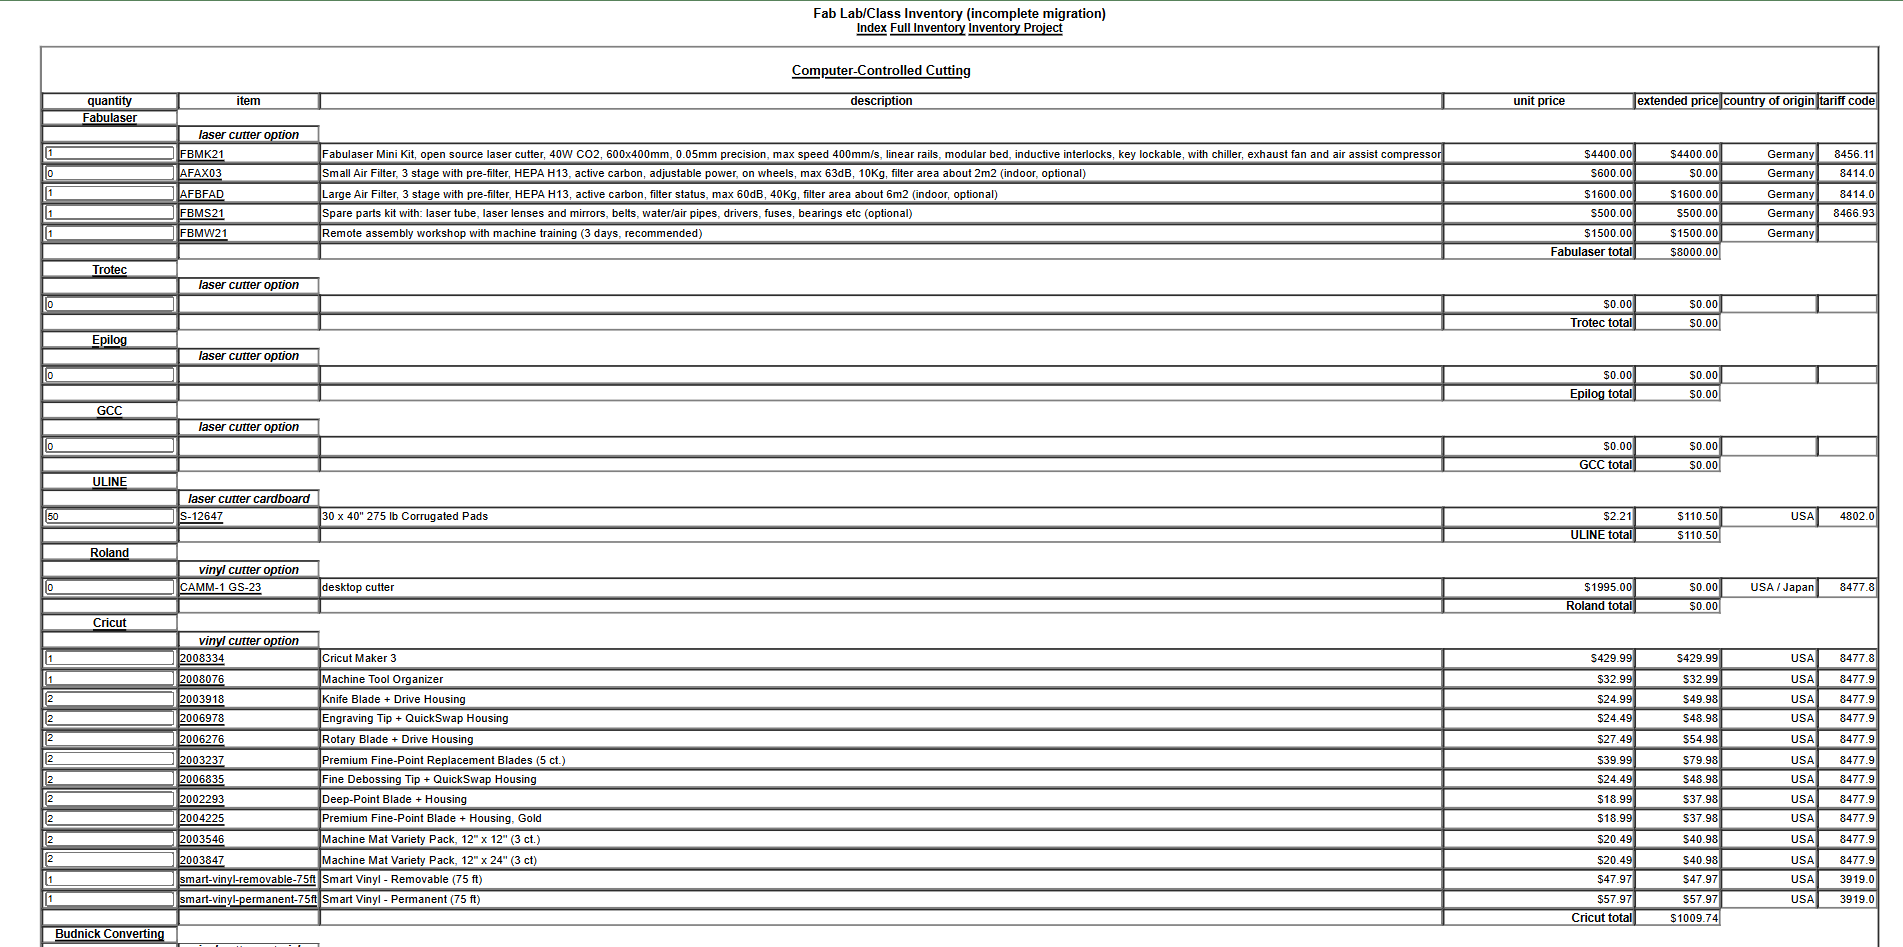 Fab Lab/Class Inventory (incomplete migration)
Index Full Inventory Inventory Project
Computer-Controlled Cutting
quantity item description unit price extended price country of origin tariff code
Fabulaser
laser cutter option
1 FBMK21 Fabulaser Mini Kit, open source laser cutter, 40W CO2, 600x400mm, 0.05mm precision, max speed 400mm/s, linear rails, modular bed, inductive interlocks, key lockable, with chiller, exhaust fan and air assist compressor $4400.00 $4400.00 Germany 8456.11
0 AFAX03 Small Air Filter, 3 stage with pre-filter, HEPA H13, active carbon, adjustable power, on wheels, max 63dB, 10Kg, filter area about 2m2 (indoor, optional) $600.00 $0.00 Germany 8414.0
1 AFBFAD Large Air Filter, 3 stage with pre-filter, HEPA H13, active carbon, filter status, max 60dB, 40Kg, filter area about 6m2 (indoor, optional) $1600.00 $1600.00 Germany 8414.0
1 FBMS21 Spare parts kit with: laser tube, laser lenses and mirrors, belts, water/air pipes, drivers, fuses, bearings etc (optional) $500.00 $500.00 Germany 8466.93
1 FBMW21 Remote assembly workshop with machine training (3 days, recommended) $1500.00 $1500.00 Germany
Fabulaser total $8000.00
Trotec
laser cutter option
0 $0.00 $0.00
Trotec total $0.00
Epilog
laser cutter option
0 $0.00 $0.00
Epilog total $0.00
GCC
laser cutter option
0 $0.00 $0.00
GCC total $0.00
ULINE
laser cutter cardboard
50 S-12647 30 x 40" 275 lb Corrugated Pads $2.21 $110.50 USA 4802.0
ULINE total $110.50
Roland
vinyl cutter option
0 CAMM-1 GS-23 desktop cutter $1995.00 $0.00 USA / Japan 8477.8
Roland total $0.00
Cricut
vinyl cutter option
1 2008334 Cricut Maker 3 $429.99 $429.99 USA 8477.8
1 2008076 Machine Tool Organizer $32.99 $32.99 USA 8477.9
2 2003918 Knife Blade + Drive Housing $24.99 $49.98 USA 8477.9
2 2006978 Engraving Tip + QuickSwap Housing $24.49 $48.98 USA 8477.9
2 2006276 Rotary Blade + Drive Housing $27.49 $54.98 USA 8477.9
2 2003237 Premium Fine-Point Replacement Blades (5 ct.) $39.99 $79.98 USA 8477.9
2 2006835 Fine Debossing Tip + QuickSwap Housing $24.49 $48.98 USA 8477.9
2 2002293 Deep-Point Blade + Housing $18.99 $37.98 USA 8477.9
2 2004225 Premium Fine-Point Blade + Housing, Gold $18.99 $37.98 USA 8477.9
2 2003546 Machine Mat Variety Pack, 12" x 12" (3 ct.) $20.49 $40.98 USA 8477.9
2 2003847 Machine Mat Variety Pack, 12" x 24" (3 ct) $20.49 $40.98 USA 8477.9
1 smart-vinyl-removable-75ft Smart Vinyl - Removable (75 ft) $47.97 $47.97 USA 3919.0
1 smart-vinyl-permanent-75ft Smart Vinyl - Permanent (75 ft) $57.97 $57.97 USA 3919.0
Cricut total $1009.74
Budnick Converting